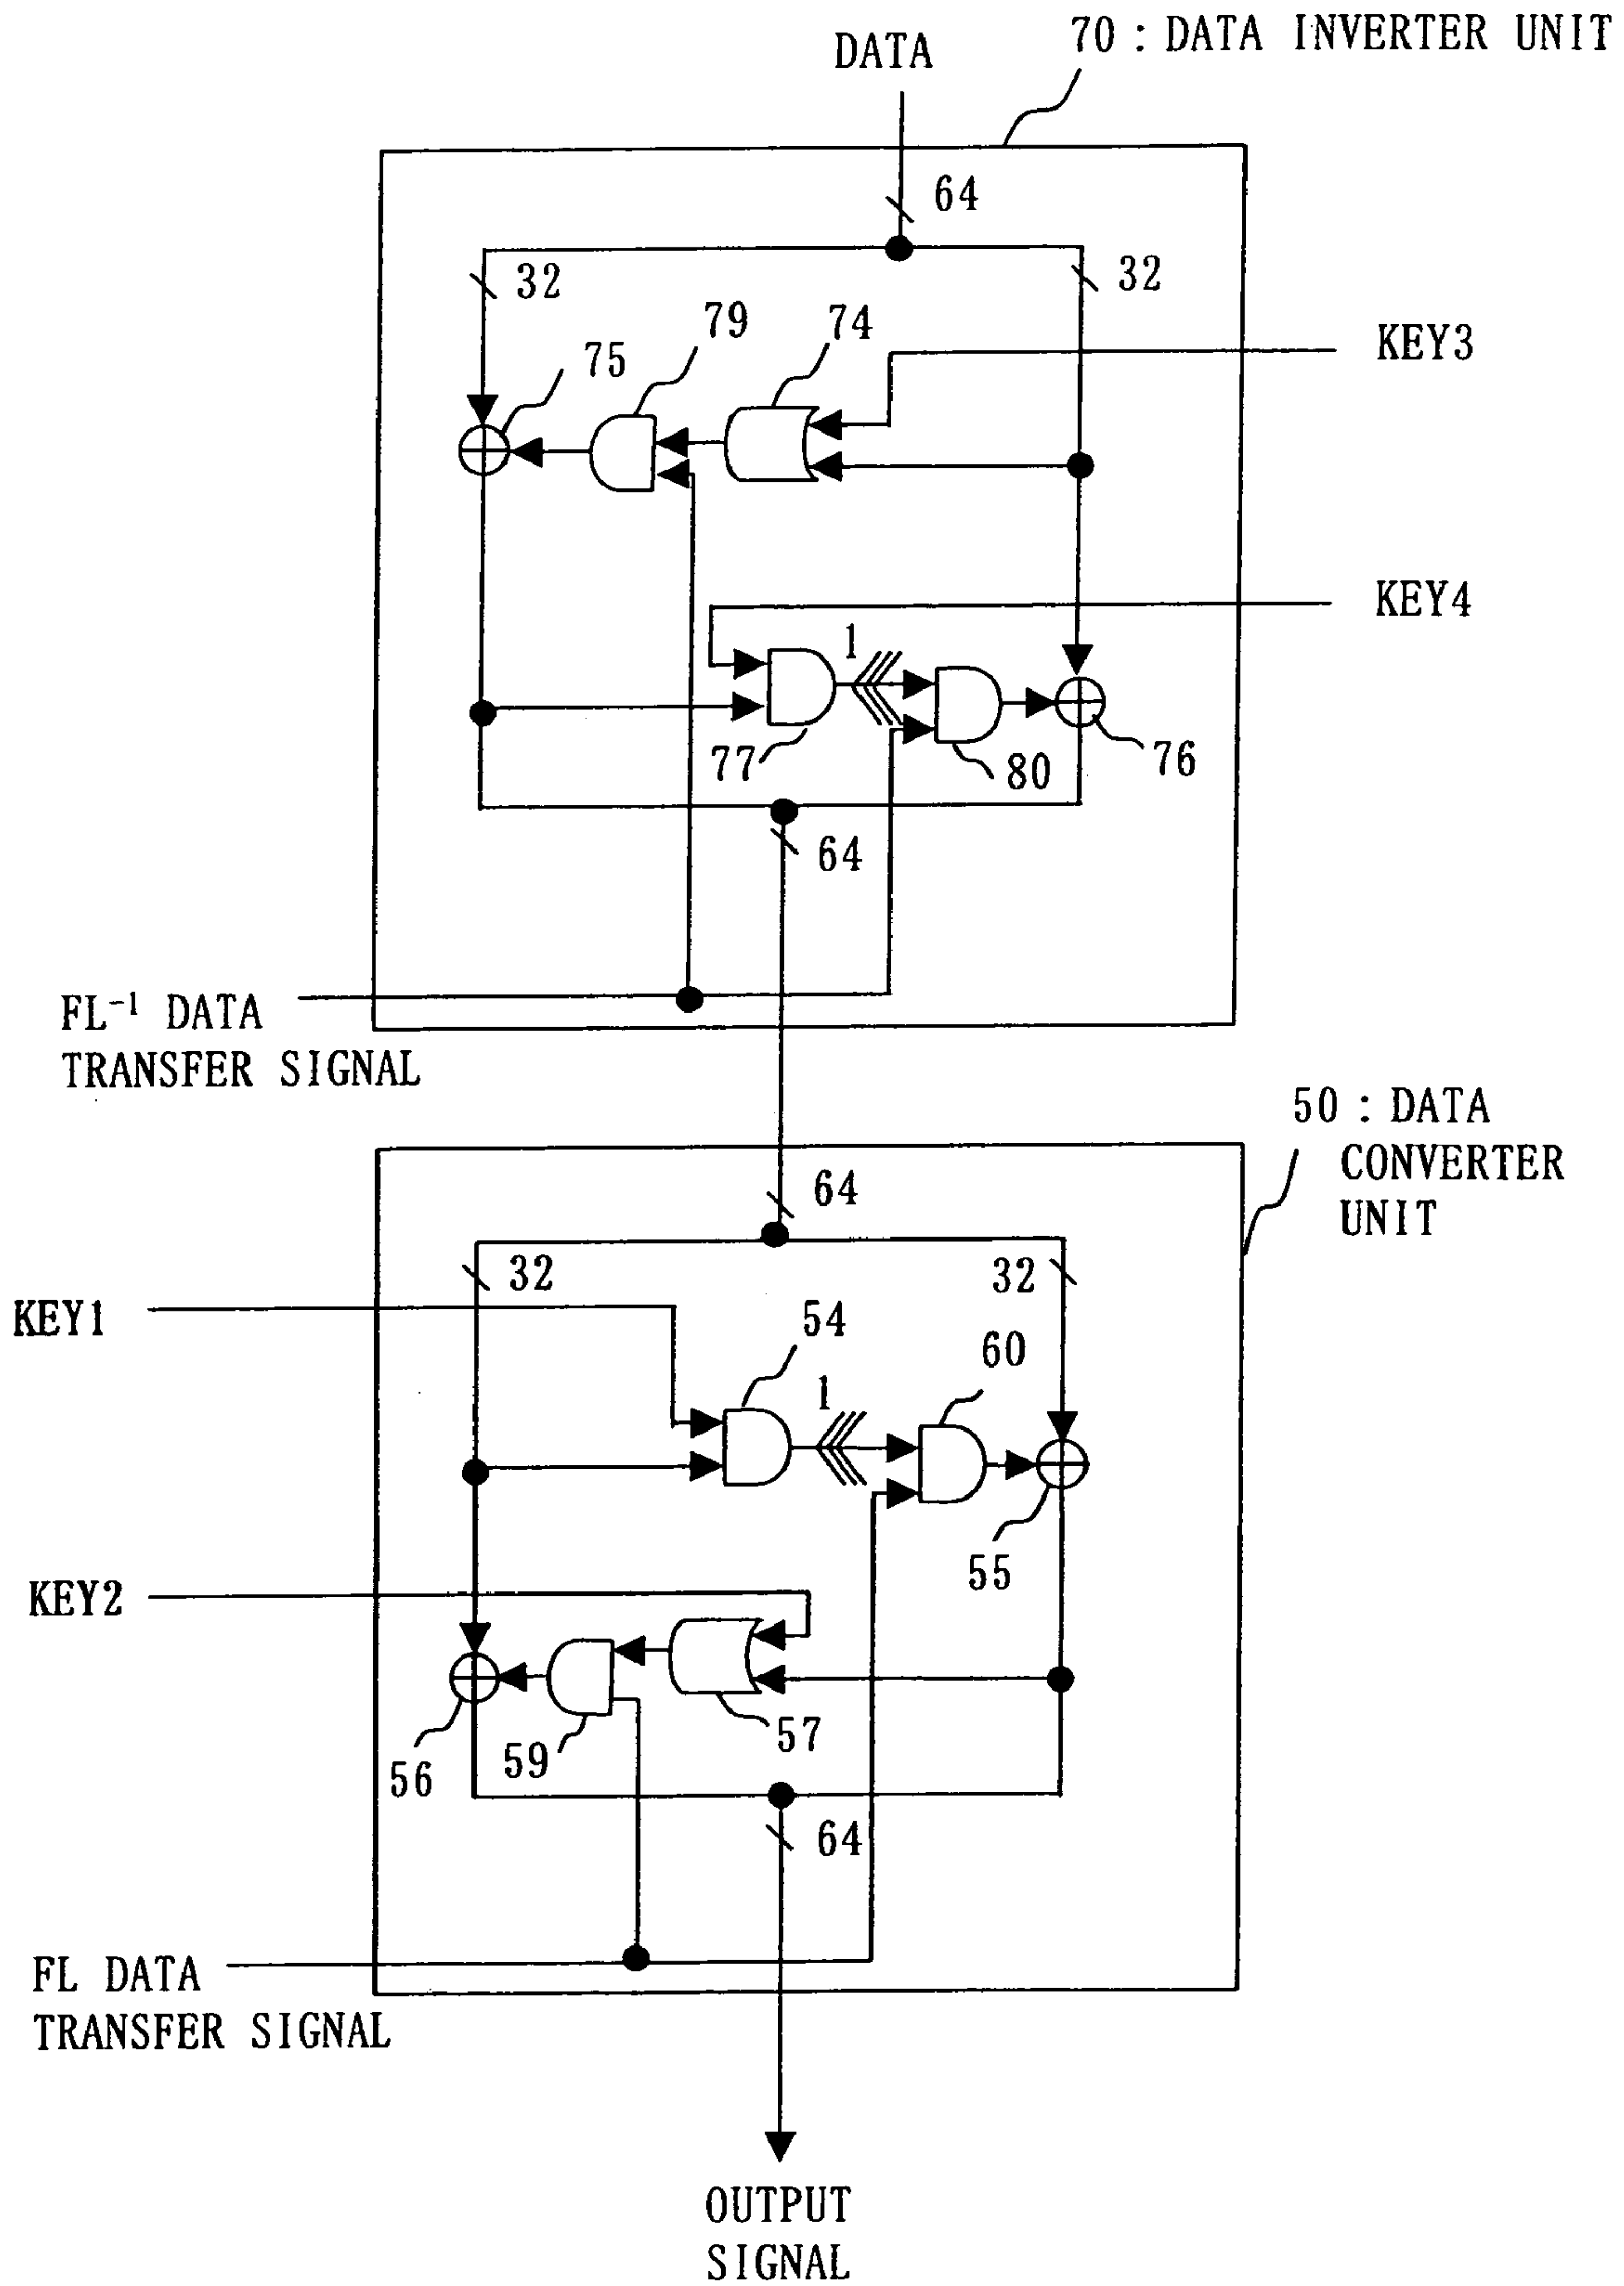 70 : DATA INVERTER UNIT
DATA
64
32
32
79
74
75
KEY3
KEY4
1
77
80
76
64
FL⁻¹ DATA
TRANSFER SIGNAL
50 : DATA
CONVERTER
UNIT
64
32
32
KEY1
54
60
1
55
KEY2
57
59
56
64
FL DATA
TRANSFER SIGNAL
OUTPUT
SIGNAL